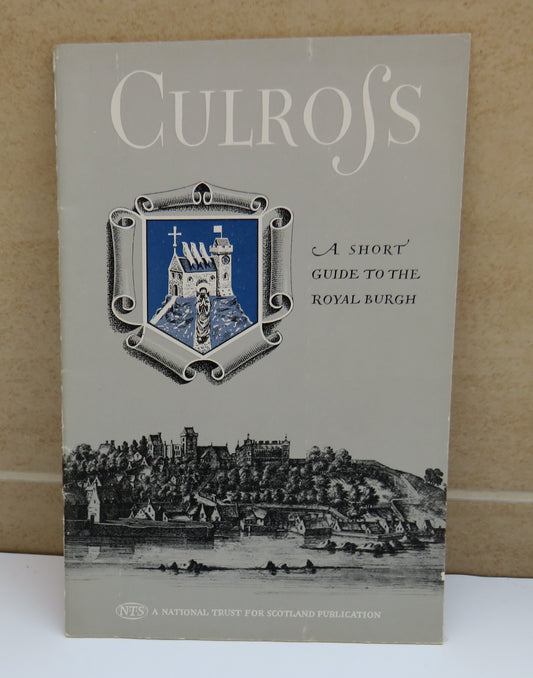 CULROſS
A SHORT
GUIDE TO THE
ROYAL BURGH
NTS A NATIONAL TRUST FOR SCOTLAND PUBLICATION